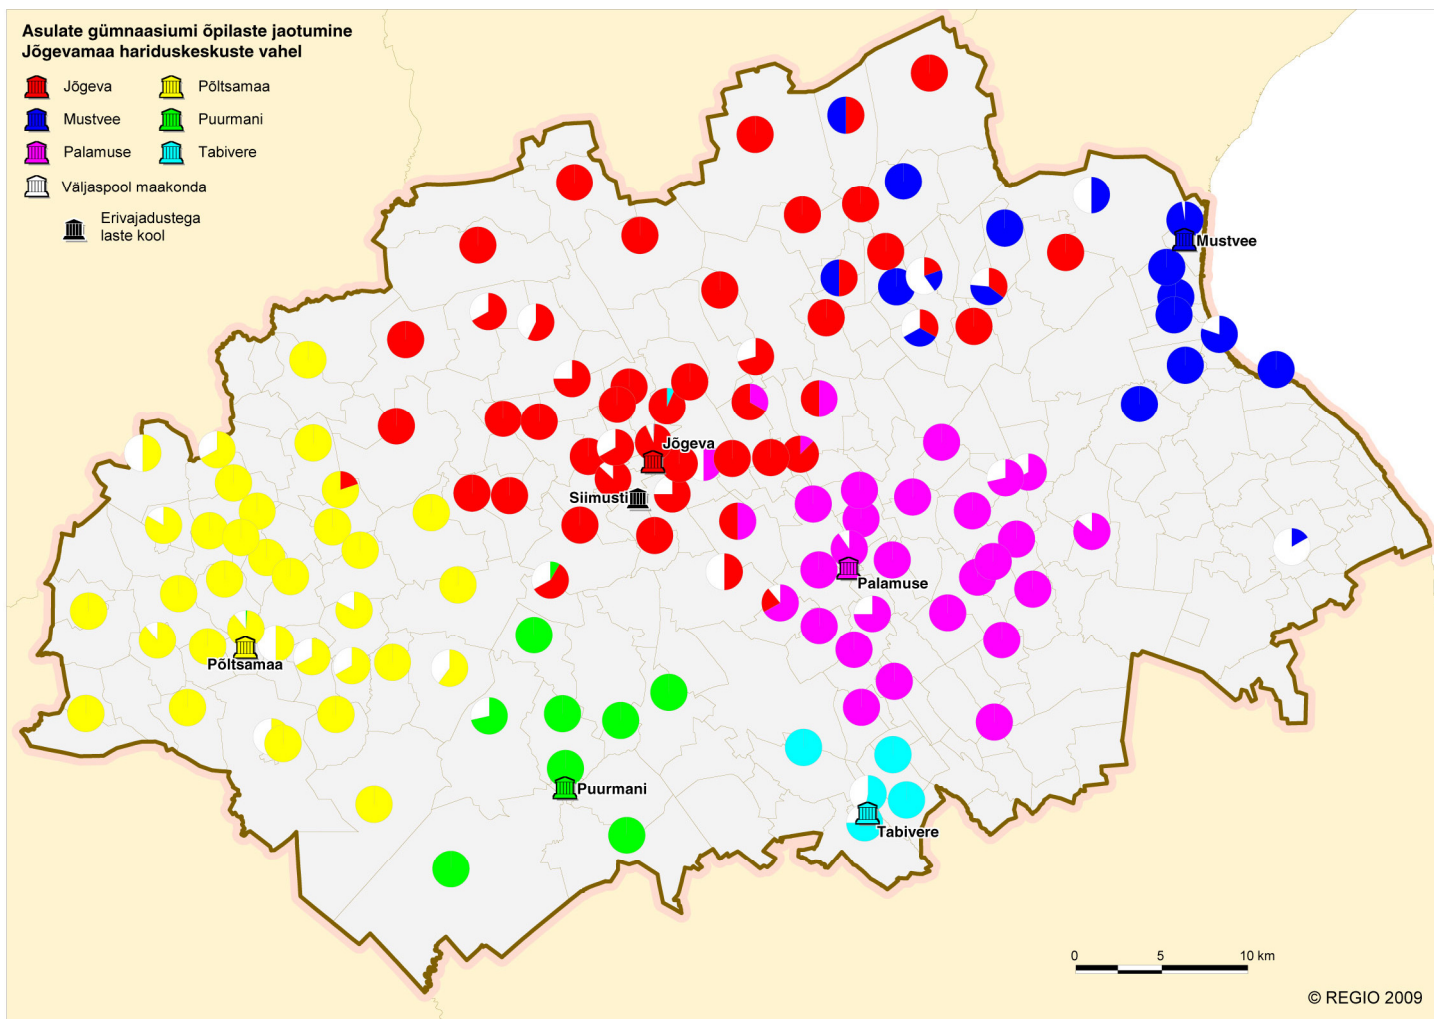 Asulate gümnaasiumi õpilaste jaotumine
Jõgevamaa hariduskeskuste vahel
Jõgeva
Põltsamaa
Mustvee
Puurmani
Palamuse
Tabivere
Väljaspool maakonda
Erivajadustega
laste kool
Mustvee
Jõgeva
Siimusti
Palamuse
Põltsamaa
Puurmani
Tabivere
0 5 10 km
© REGIO 2009